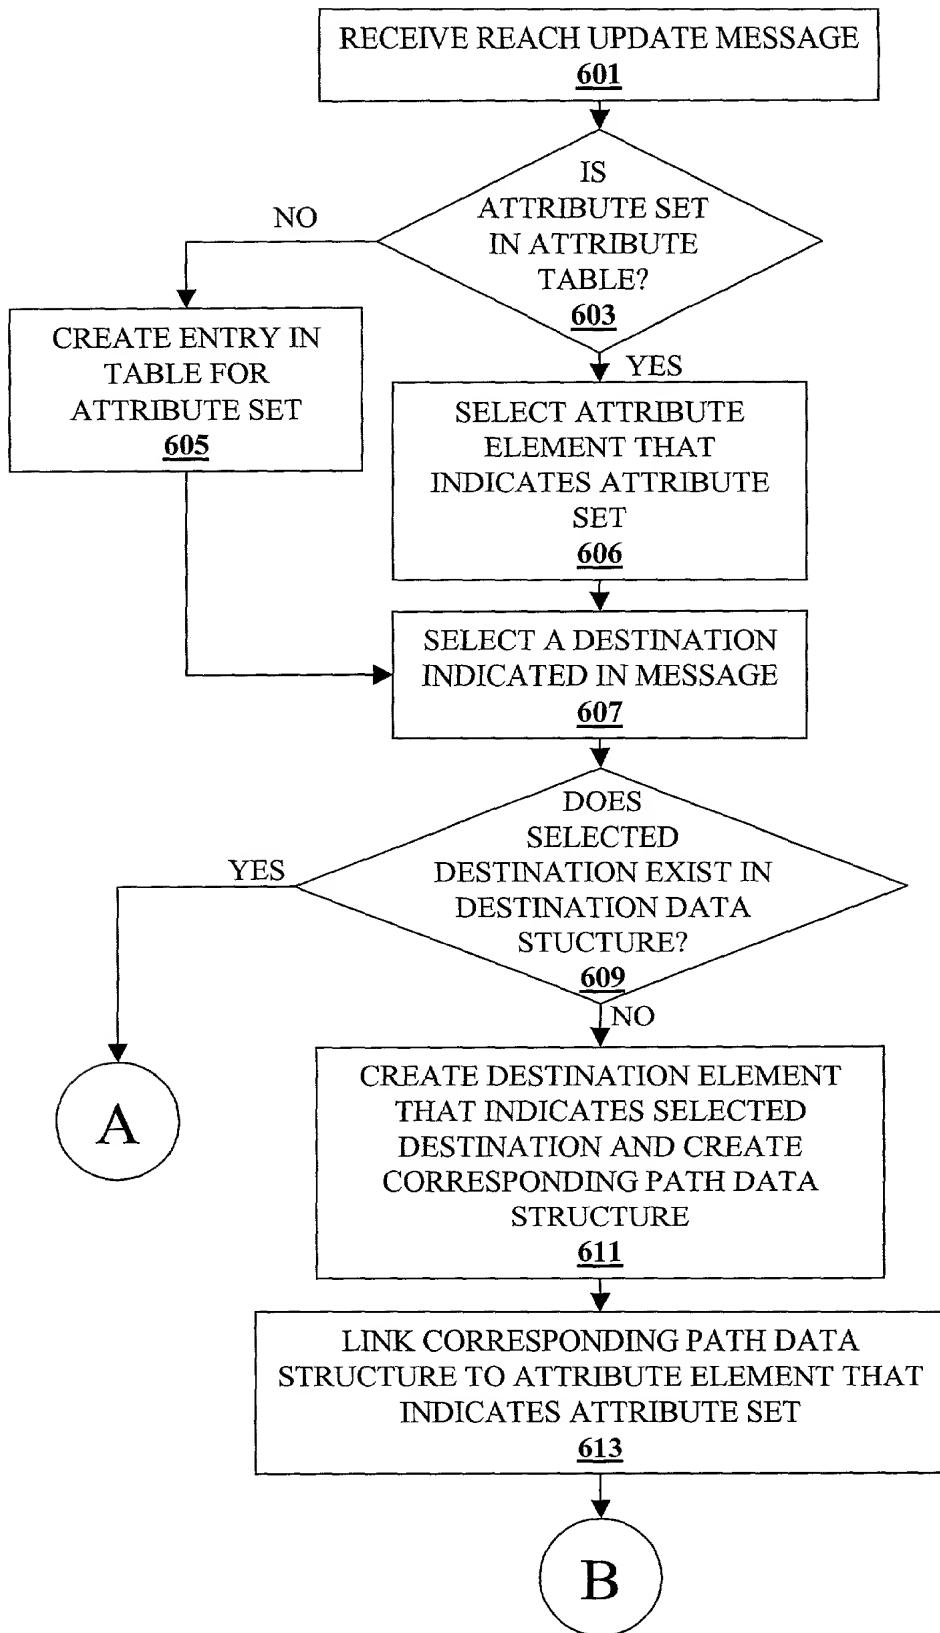 RECEIVE REACH UPDATE MESSAGE
601
IS
ATTRIBUTE SET
IN ATTRIBUTE
TABLE?
603
NO
YES
CREATE ENTRY IN
TABLE FOR
ATTRIBUTE SET
605
SELECT ATTRIBUTE
ELEMENT THAT
INDICATES ATTRIBUTE
SET
606
SELECT A DESTINATION
INDICATED IN MESSAGE
607
DOES
SELECTED
DESTINATION EXIST IN
DESTINATION DATA
STUCTURE?
609
YES
NO
A
CREATE DESTINATION ELEMENT
THAT INDICATES SELECTED
DESTINATION AND CREATE
CORRESPONDING PATH DATA
STRUCTURE
611
LINK CORRESPONDING PATH DATA
STRUCTURE TO ATTRIBUTE ELEMENT THAT
INDICATES ATTRIBUTE SET
613
B